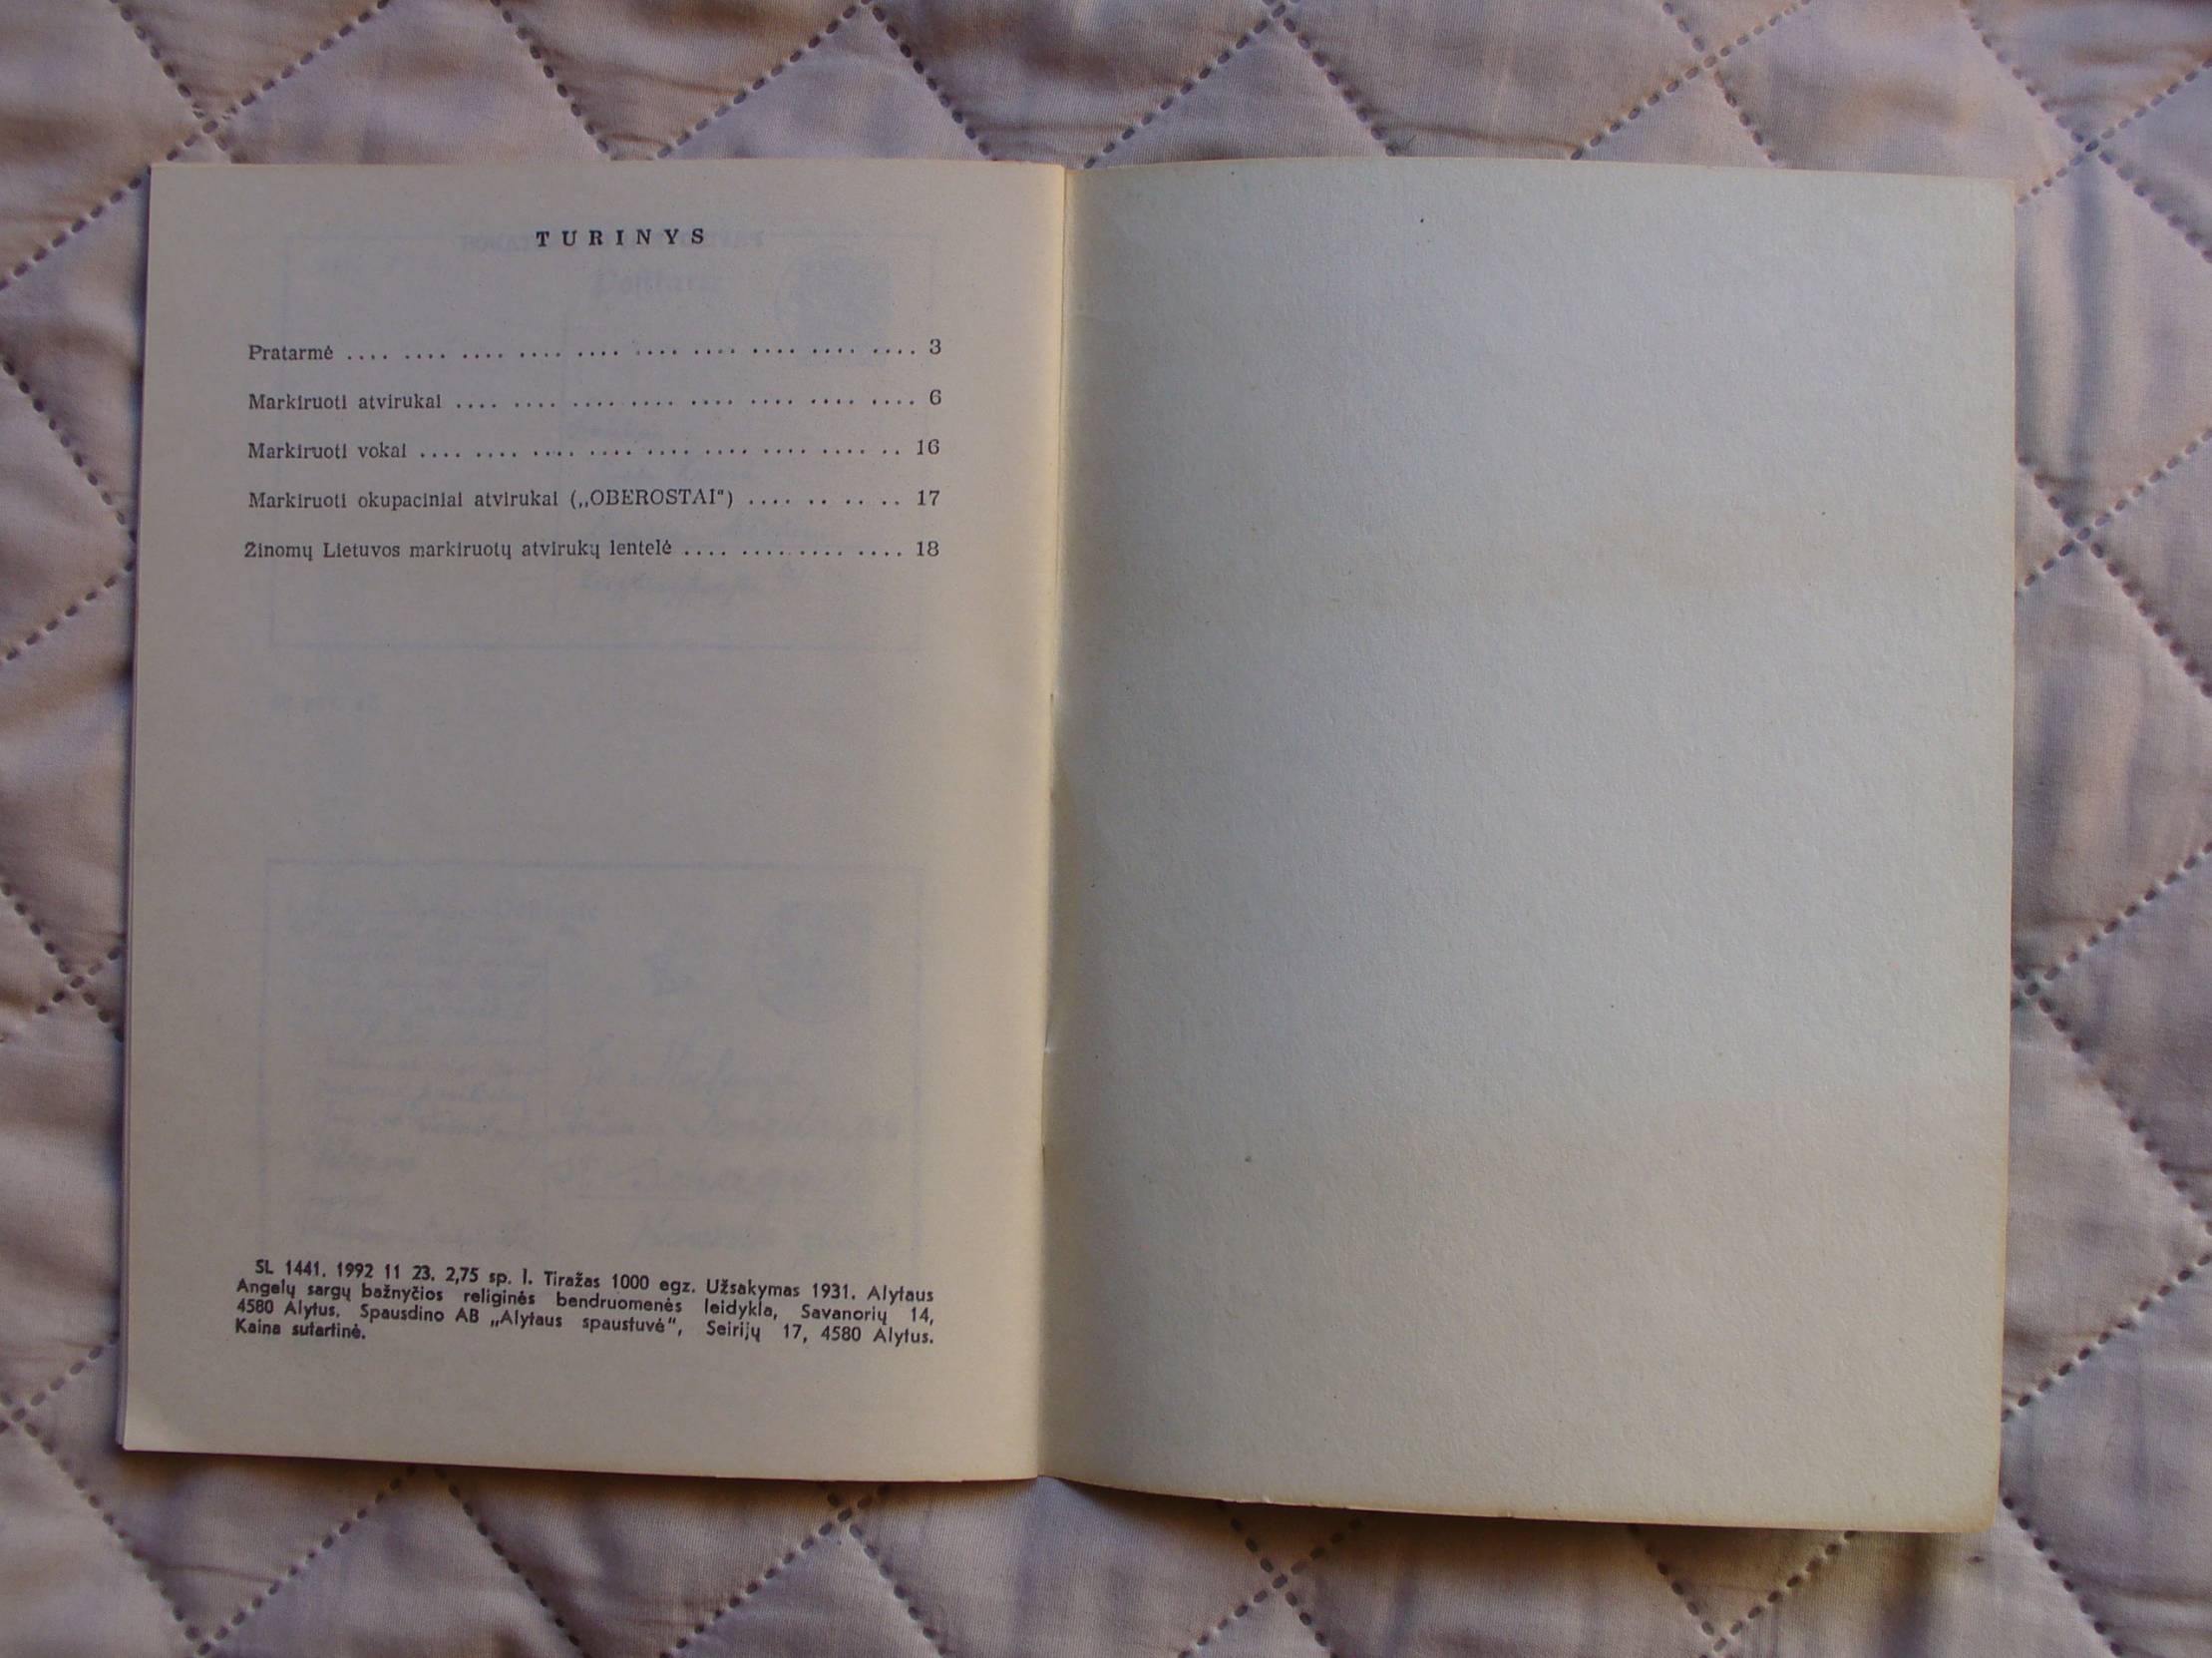 TURINYS
Pratarmė .... .... .... .... .... .... .... .... .... .... 3
Markiruoti atvirukai .... .... .... .... .... .... .... .... 6
Markiruoti vokai .... .... .... .... .... .... .... .... .. 16
Markiruoti okupaciniai atvirukai („OBEROSTAI“) .... .. .. .. 17
Žinomų Lietuvos markiruotų atvirukų lentelė .... .... .... .... 18
SL 1441. 1992 11 23. 2,75 sp. l. Tiražas 1000 egz. Užsakymas 1931. Alytaus
Angelų sargų bažnyčios religinės bendruomenės leidykla, Savanorių 14,
4580 Alytus. Spausdino AB „Alytaus spaustuvė“, Seirijų 17, 4580 Alytus.
Kaina sutartinė.